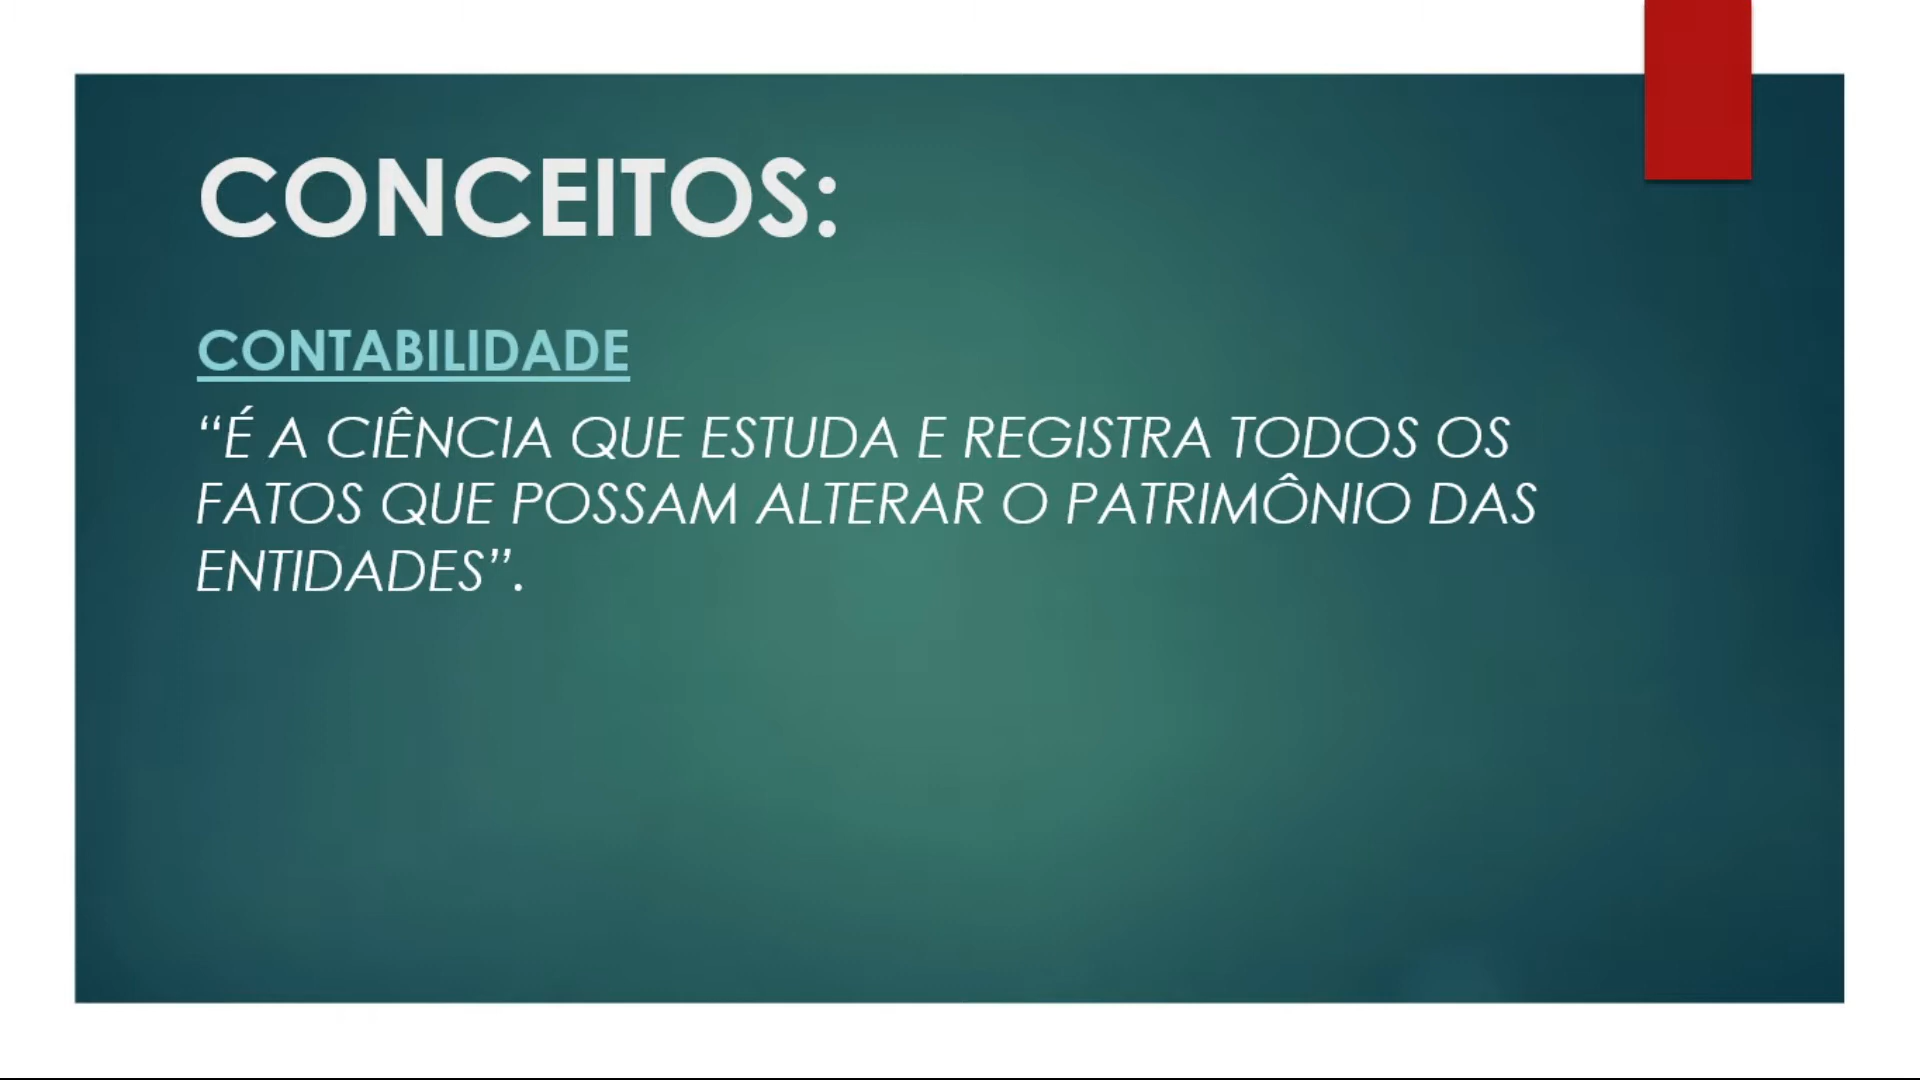 CONCEITOS:
CONTABILIDADE
“É A CIÊNCIA QUE ESTUDA E REGISTRA TODOS OS
FATOS QUE POSSAM ALTERAR O PATRIMÔNIO DAS
ENTIDADES”.